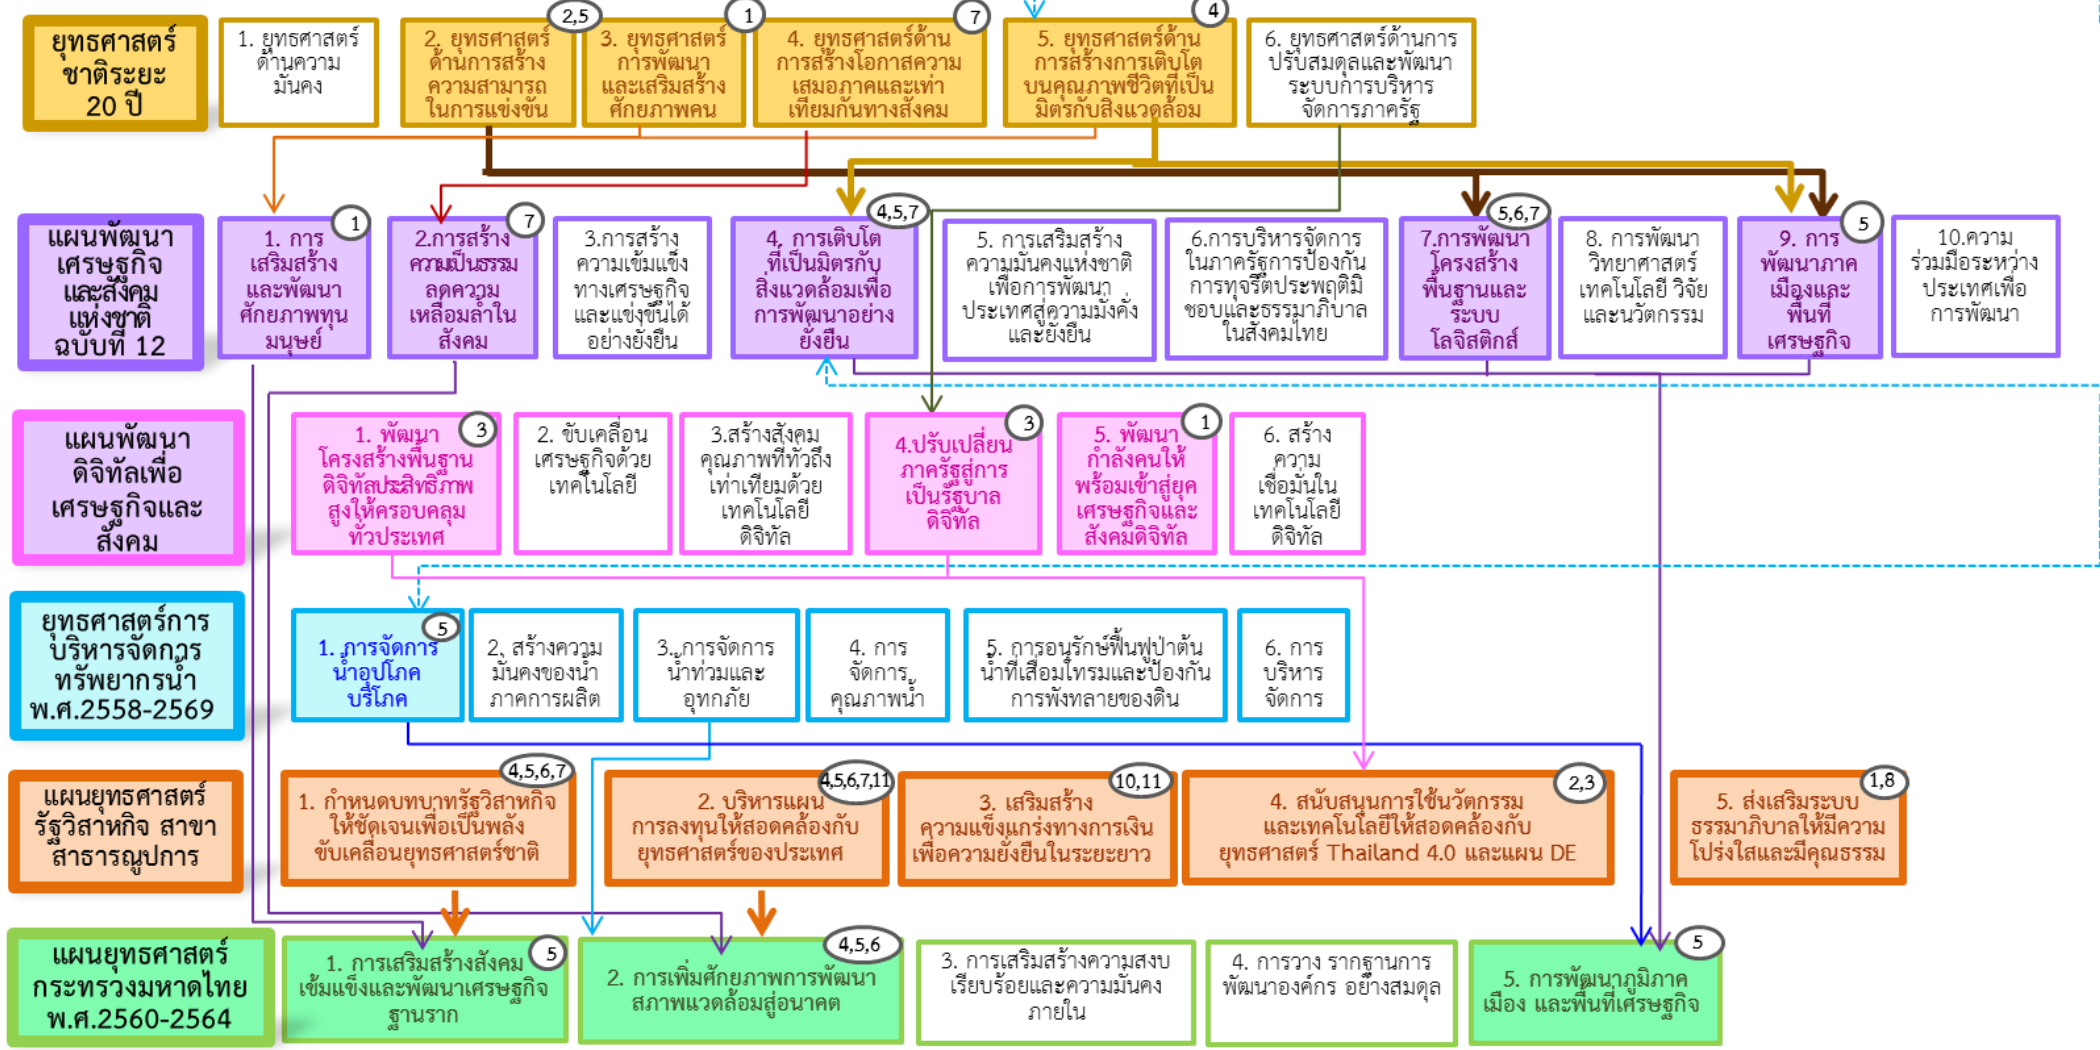 ยุทธศาสตร์
ชาติระยะ
20 ปี
1. ยุทธศาสตร์
ด้านความ
มั่นคง
2,5
2. ยุทธศาสตร์
ด้านการสร้าง
ความสามารถ
ในการแข่งขัน
1
3. ยุทธศาสตร์
การพัฒนา
และเสริมสร้าง
ศักยภาพคน
7
4. ยุทธศาสตร์ด้าน
การสร้างโอกาสความ
เสมอภาคและเท่า
เทียมกันทางสังคม
4
5. ยุทธศาสตร์ด้าน
การสร้างการเติบโต
บนคุณภาพชีวิตที่เป็น
มิตรกับสิ่งแวดล้อม
6. ยุทธศาสตร์ด้านการ
ปรับสมดุลและพัฒนา
ระบบการบริหาร
จัดการภาครัฐ
แผนพัฒนา
เศรษฐกิจ
และสังคม
แห่งชาติ
ฉบับที่ 12
1
1. การ
เสริมสร้าง
และพัฒนา
ศักยภาพทุน
มนุษย์
7
2.การสร้าง
ความเป็นธรรม
ลดความ
เหลื่อมล้ำใน
สังคม
3.การสร้าง
ความเข้มแข็ง
ทางเศรษฐกิจ
และแข่งขันได้
อย่างยั่งยืน
4,5,7
4. การเติบโต
ที่เป็นมิตรกับ
สิ่งแวดล้อมเพื่อ
การพัฒนาอย่าง
ยั่งยืน
5. การเสริมสร้าง
ความมั่นคงแห่งชาติ
เพื่อการพัฒนา
ประเทศสู่ความมั่งคั่ง
และยั่งยืน
6.การบริหารจัดการ
ในภาครัฐการป้องกัน
การทุจริตประพฤติมิ
ชอบและธรรมาภิบาล
ในสังคมไทย
5,6,7
7.การพัฒนา
โครงสร้าง
พื้นฐานและ
ระบบ
โลจิสติกส์
8. การพัฒนา
วิทยาศาสตร์
เทคโนโลยี วิจัย
และนวัตกรรม
5
9. การ
พัฒนาภาค
เมืองและ
พื้นที่
เศรษฐกิจ
10.ความ
ร่วมมือระหว่าง
ประเทศเพื่อ
การพัฒนา
แผนพัฒนา
ดิจิทัลเพื่อ
เศรษฐกิจและ
สังคม
3
1. พัฒนา
โครงสร้างพื้นฐาน
ดิจิทัลประสิทธิภาพ
สูงให้ครอบคลุม
ทั่วประเทศ
2. ขับเคลื่อน
เศรษฐกิจด้วย
เทคโนโลยี
3.สร้างสังคม
คุณภาพที่ทั่วถึง
เท่าเทียมด้วย
เทคโนโลยี
ดิจิทัล
3
4.ปรับเปลี่ยน
ภาครัฐสู่การ
เป็นรัฐบาล
ดิจิทัล
1
5. พัฒนา
กำลังคนให้
พร้อมเข้าสู่ยุค
เศรษฐกิจและ
สังคมดิจิทัล
6. สร้าง
ความ
เชื่อมั่นใน
เทคโนโลยี
ดิจิทัล
ยุทธศาสตร์การ
บริหารจัดการ
ทรัพยากรน้ำ
พ.ศ.2558-2569
5
1. การจัดการ
น้ำอุปโภค
บริโภค
2. สร้างความ
มั่นคงของน้ำ
ภาคการผลิต
3. การจัดการ
น้ำท่วมและ
อุทกภัย
4. การ
จัดการ
คุณภาพน้ำ
5. การอนุรักษ์ฟื้นฟูป่าต้น
น้ำที่เสื่อมโทรมและป้องกัน
การพังทลายของดิน
6. การ
บริหาร
จัดการ
แผนยุทธศาสตร์
รัฐวิสาหกิจ สาขา
สาธารณูปการ
4,5,6,7
1. กำหนดบทบาทรัฐวิสาหกิจ
ให้ชัดเจนเพื่อเป็นพลัง
ขับเคลื่อนยุทธศาสตร์ชาติ
4,5,6,7,11
2. บริหารแผน
การลงทุนให้สอดคล้องกับ
ยุทธศาสตร์ของประเทศ
10,11
3. เสริมสร้าง
ความแข็งแกร่งทางการเงิน
เพื่อความยั่งยืนในระยะยาว
2,3
4. สนับสนุนการใช้นวัตกรรม
และเทคโนโลยีให้สอดคล้องกับ
ยุทธศาสตร์ Thailand 4.0 และแผน DE
1,8
5. ส่งเสริมระบบ
ธรรมาภิบาลให้มีความ
โปร่งใสและมีคุณธรรม
แผนยุทธศาสตร์
กระทรวงมหาดไทย
พ.ศ.2560-2564
5
1. การเสริมสร้างสังคม
เข้มแข็งและพัฒนาเศรษฐกิจ
ฐานราก
4,5,6
2. การเพิ่มศักยภาพการพัฒนา
สภาพแวดล้อมสู่อนาคต
3. การเสริมสร้างความสงบ
เรียบร้อยและความมั่นคง
ภายใน
4. การวาง รากฐานการ
พัฒนาองค์กร อย่างสมดุล
5
5. การพัฒนาภูมิภาค
เมือง และพื้นที่เศรษฐกิจ